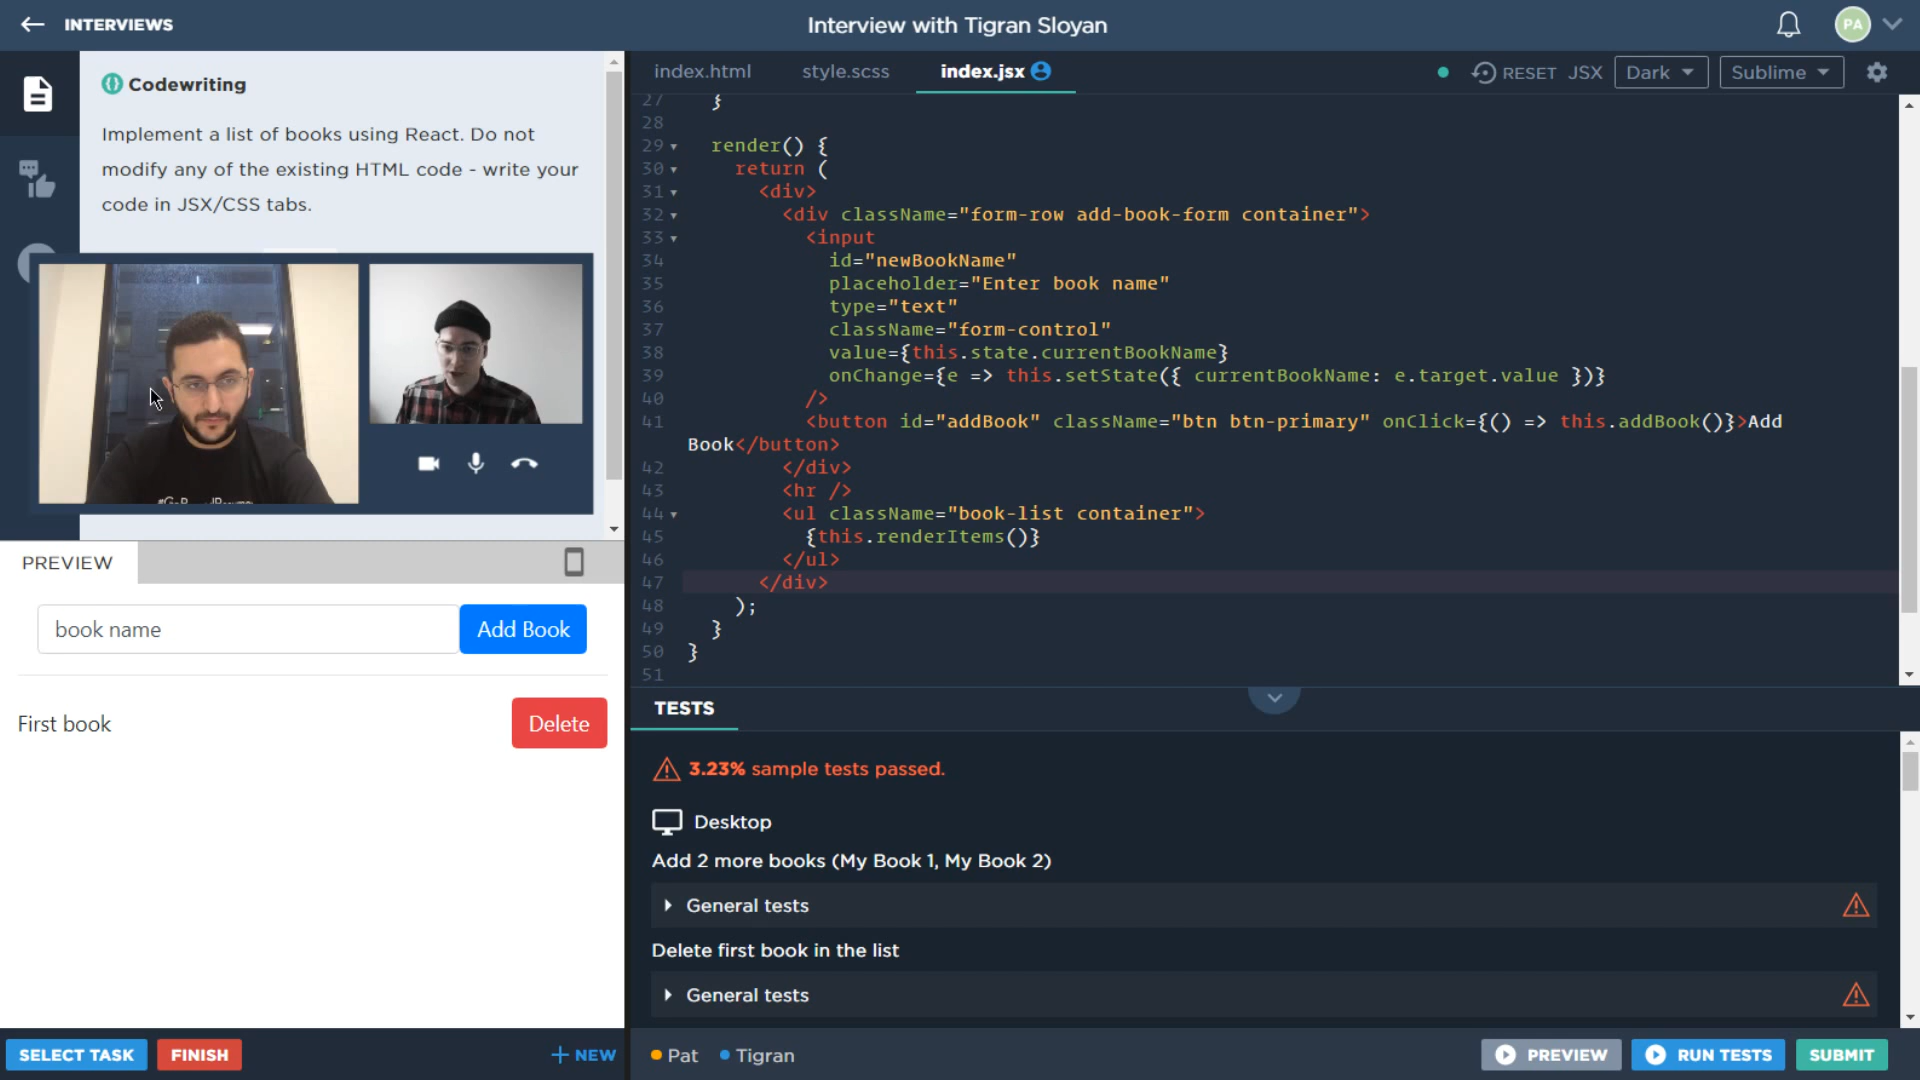 INTERVIEWS
Interview with Tigran Sloyan
PA
Codewriting
Implement a list of books using React. Do not
modify any of the existing HTML code - write your
code in JSX/CSS tabs.
PREVIEW
book name
Add Book
First book
Delete
SELECT TASK
FINISH
+ NEW
index.html
style.scss
index.jsx
RESET
JSX
Dark
Sublime
27 }
28
29 render() {
30 return (
31 <div>
32 <div className="form-row add-book-form container">
33 <input
34 id="newBookName"
35 placeholder="Enter book name"
36 type="text"
37 className="form-control"
38 value={this.state.currentBookName}
39 onChange={e => this.setState({ currentBookName: e.target.value })}
40 />
41 <button id="addBook" className="btn btn-primary" onClick={() => this.addBook()}>Add
Book</button>
42 </div>
43 <hr />
44 <ul className="book-list container">
45 {this.renderItems()}
46 </ul>
47 </div>
48 );
49 }
50 }
51
TESTS
3.23% sample tests passed.
Desktop
Add 2 more books (My Book 1, My Book 2)
General tests
Delete first book in the list
General tests
Pat
Tigran
PREVIEW
RUN TESTS
SUBMIT